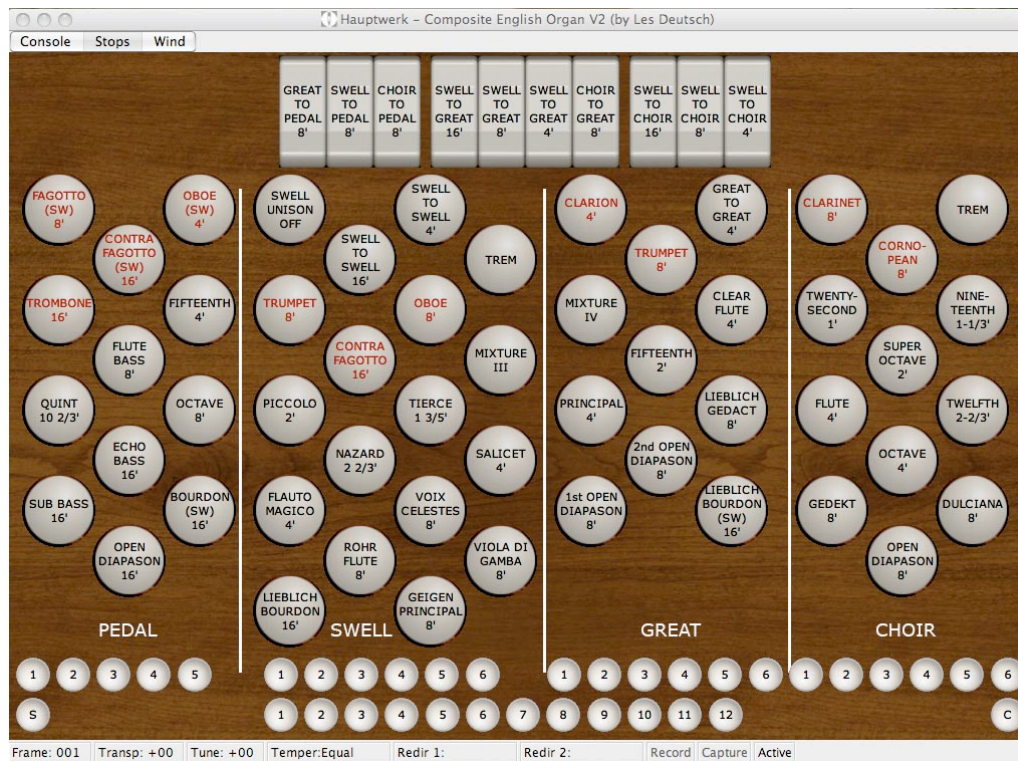 Hauptwerk - Composite English Organ V2 (by Les Deutsch)
Console Stops Wind
GREAT TO PEDAL 8'
SWELL TO PEDAL 8'
CHOIR TO PEDAL 8'
SWELL TO GREAT 16'
SWELL TO GREAT 8'
SWELL TO GREAT 4'
CHOIR TO GREAT 8'
SWELL TO CHOIR 16'
SWELL TO CHOIR 8'
SWELL TO CHOIR 4'
FAGOTTO
(SW)
8'
OBOE
(SW)
4'
CONTRA
FAGOTTO
(SW)
16'
TROMBONE
16'
FIFTEENTH
4'
FLUTE
BASS
8'
QUINT
10 2/3'
OCTAVE
8'
ECHO
BASS
16'
SUB BASS
16'
BOURDON
(SW)
16'
OPEN
DIAPASON
16'
PEDAL
SWELL
UNISON
OFF
SWELL
TO
SWELL
4'
SWELL
TO
SWELL
16'
TREM
TRUMPET
8'
OBOE
8'
CONTRA
FAGOTTO
16'
MIXTURE
III
PICCOLO
2'
TIERCE
1 3/5'
NAZARD
2 2/3'
SALICET
4'
FLAUTO
MAGICO
4'
VOIX
CELESTES
8'
ROHR
FLUTE
8'
VIOLA DI
GAMBA
8'
LIEBLICH
BOURDON
16'
GEIGEN
PRINCIPAL
8'
SWELL
CLARION
4'
GREAT
TO
GREAT
4'
TRUMPET
8'
MIXTURE
IV
CLEAR
FLUTE
4'
FIFTEENTH
2'
PRINCIPAL
4'
LIEBLICH
GEDACT
8'
2nd OPEN
DIAPASON
8'
1st OPEN
DIAPASON
8'
LIEBLICH
BOURDON
(SW)
16'
GREAT
CLARINET
8'
TREM
CORNO-
PEAN
8'
TWENTY-
SECOND
1'
NINE-
TEENTH
1-1/3'
SUPER
OCTAVE
2'
FLUTE
4'
TWELFTH
2-2/3'
OCTAVE
4'
GEDEKT
8'
DULCIANA
8'
OPEN
DIAPASON
8'
CHOIR
1 2 3 4 5 1 2 3 4 5 6 1 2 3 4 5 6 1 2 3 4 5 6
S 1 2 3 4 5 6 7 8 9 10 11 12 C
Frame: 001 Transp: +00 Tune: +00 Temper:Equal Redir 1: Redir 2: Record Capture Active